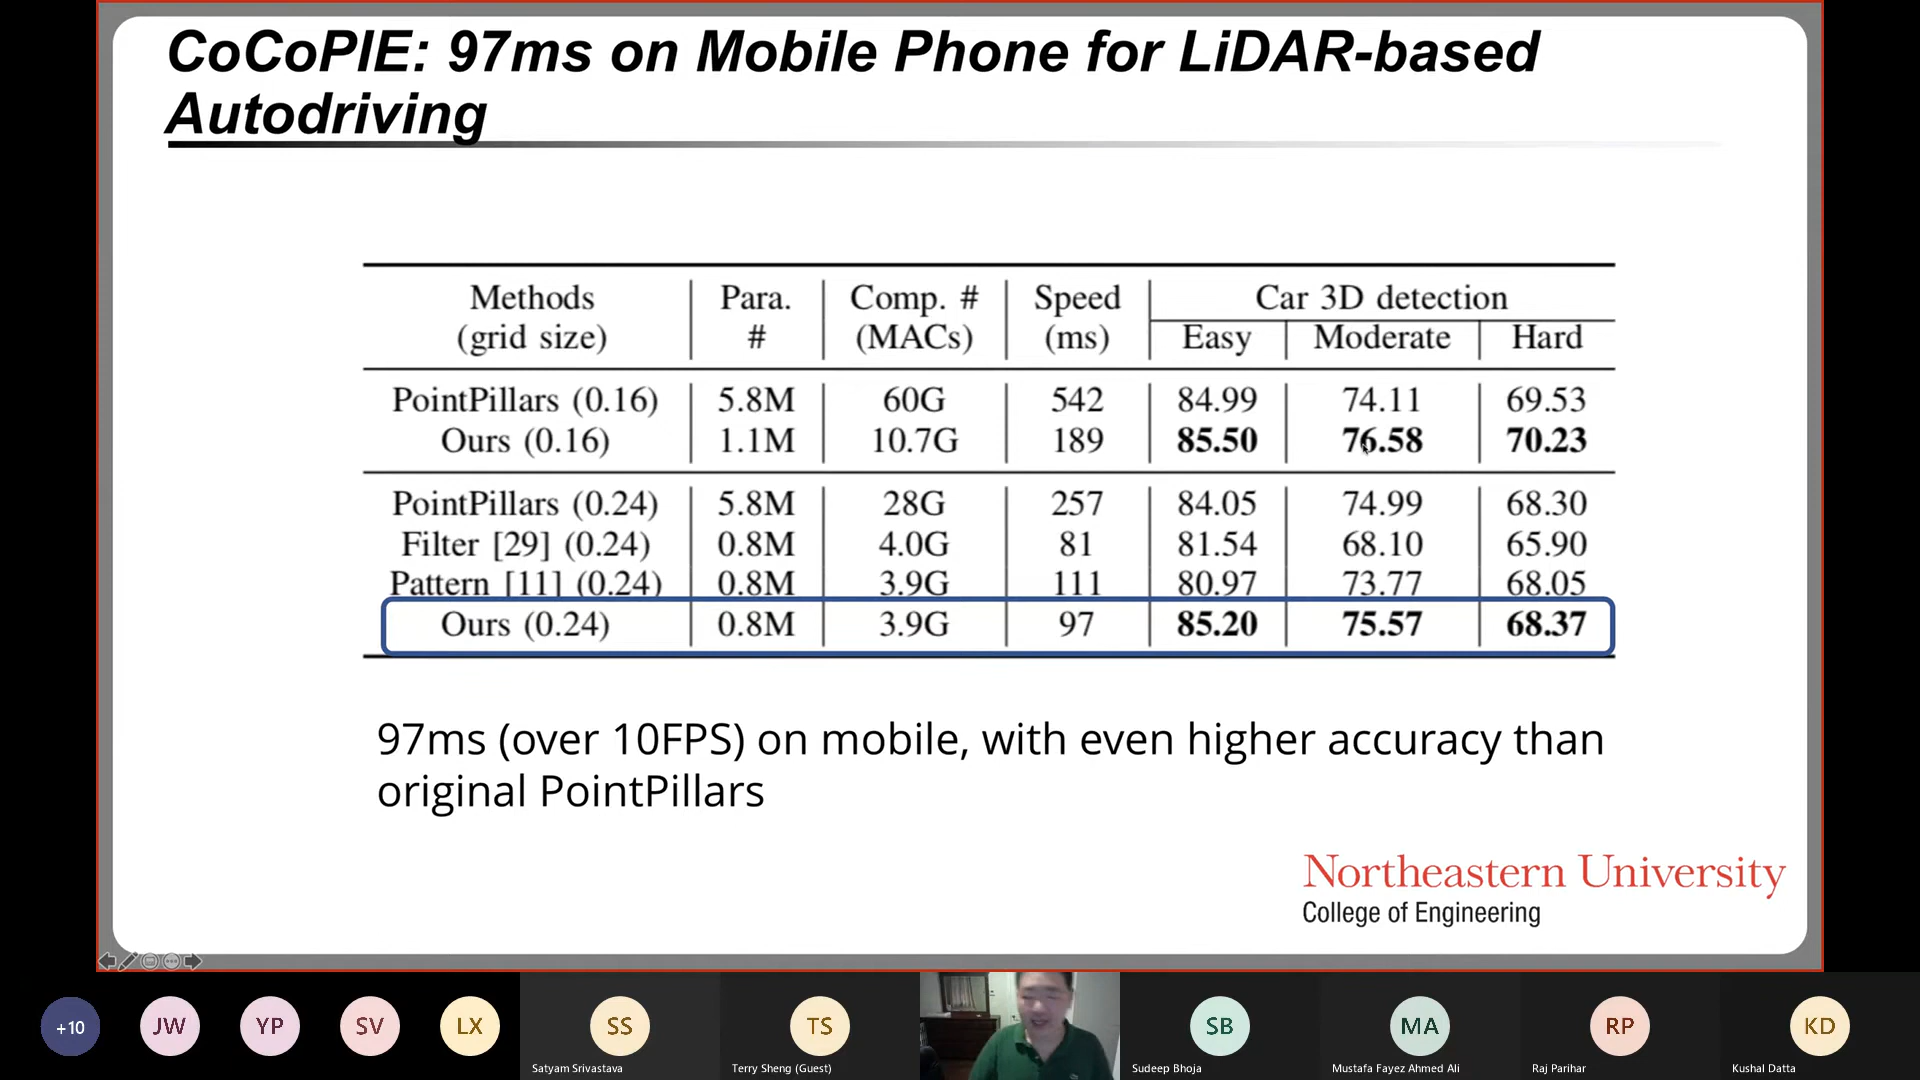 CoCoPIE: 97ms on Mobile Phone for LiDAR-based
Autodriving
Methods Para. Comp. # Speed Car 3D detection
(grid size) # (MACs) (ms) Easy Moderate Hard
PointPillars (0.16) 5.8M 60G 542 84.99 74.11 69.53
Ours (0.16) 1.1M 10.7G 189 85.50 76.58 70.23
PointPillars (0.24) 5.8M 28G 257 84.05 74.99 68.30
Filter [29] (0.24) 0.8M 4.0G 81 81.54 68.10 65.90
Pattern [11] (0.24) 0.8M 3.9G 111 80.97 73.77 68.05
Ours (0.24) 0.8M 3.9G 97 85.20 75.57 68.37
97ms (over 10FPS) on mobile, with even higher accuracy than
original PointPillars
Northeastern University
College of Engineering
+10 JW YP SV LX SS TS SB MA RP KD
Satyam Srivastava Terry Sheng (Guest) Sudeep Bhoja Mustafa Fayez Ahmed Ali Raj Parihar Kushal Datta